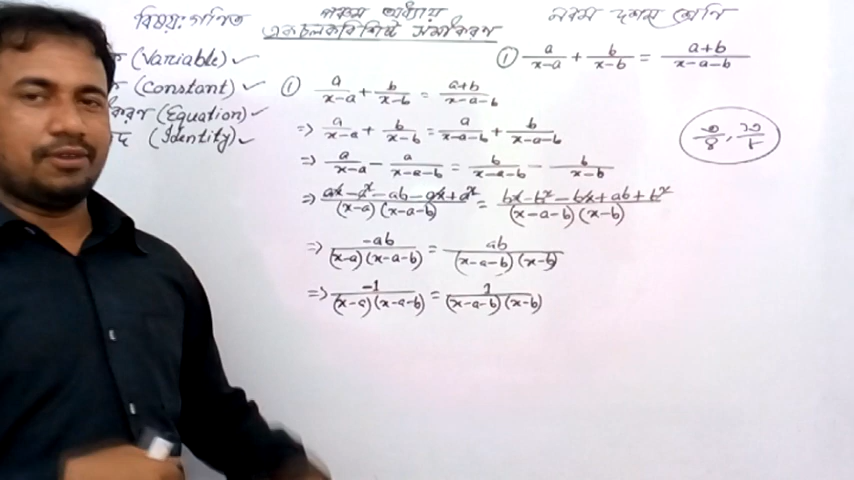 বিষয়: গণিত
পঞ্চম অধ্যায়
নবম দশম শ্রেণি
একচলকবিশিষ্ট সমীকরণ
ক (Variable) ✓
ক (Constant) ✓
করণ (Equation) ✓
দ (Identity) ✓
① a/(x-a) + b/(x-b) = (a+b)/(x-a-b)
① a/(x-a) + b/(x-b) = (a+b)/(x-a-b)
=> a/(x-a) + b/(x-b) = a/(x-a-b) + b/(x-a-b)
=> a/(x-a) - a/(x-a-b) = b/(x-a-b) - b/(x-b)
=> (ax-a²-ab-ax+a²)/((x-a)(x-a-b)) = (bx-b²-bx+ab+b²)/((x-a-b)(x-b))
=> -ab/((x-a)(x-a-b)) = ab/((x-a-b)(x-b))
=> -1/((x-a)(x-a-b)) = 1/((x-a-b)(x-b))